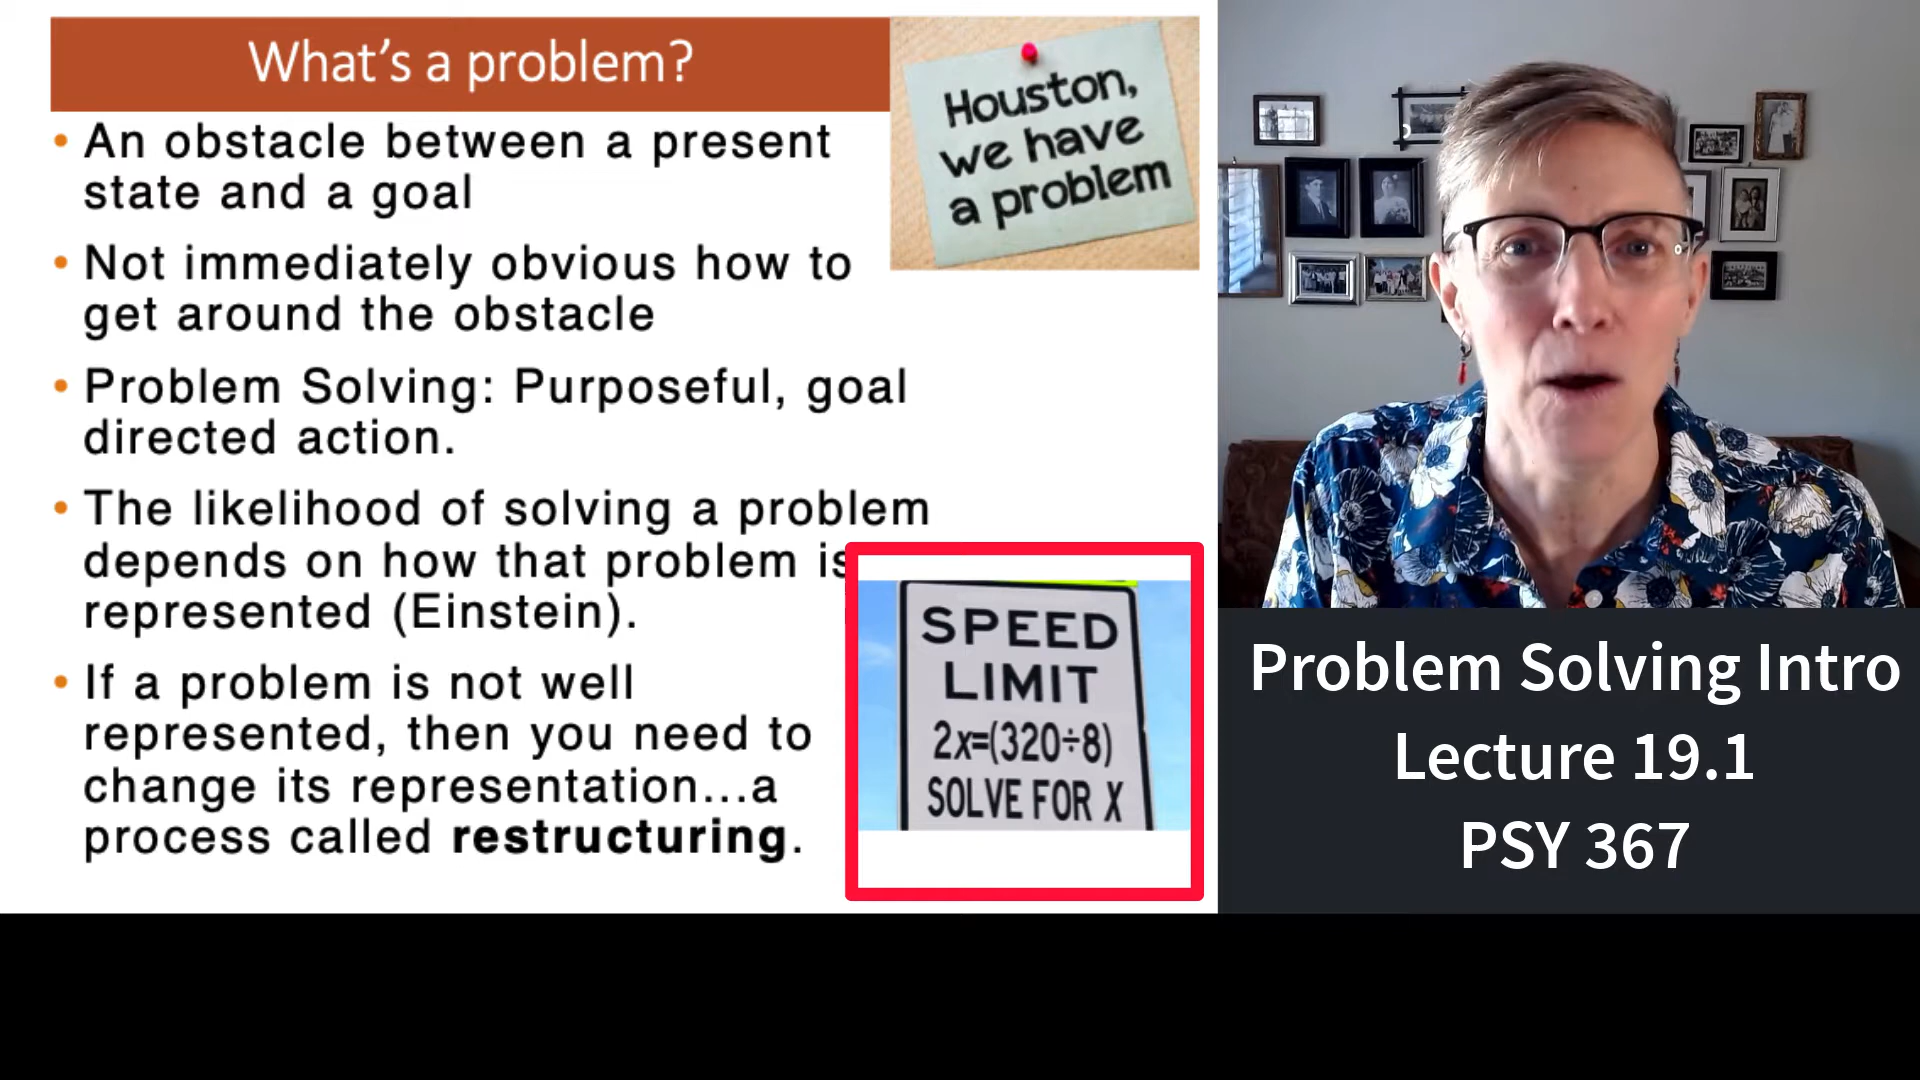 What's a problem?
Houston,
we have
a problem
• An obstacle between a present
state and a goal
• Not immediately obvious how to
get around the obstacle
• Problem Solving: Purposeful, goal
directed action.
• The likelihood of solving a problem
depends on how that problem is
represented (Einstein).
• If a problem is not well
represented, then you need to
change its representation...a
process called restructuring.
SPEED
LIMIT
2x=(320÷8)
SOLVE FOR X
Problem Solving Intro
Lecture 19.1
PSY 367